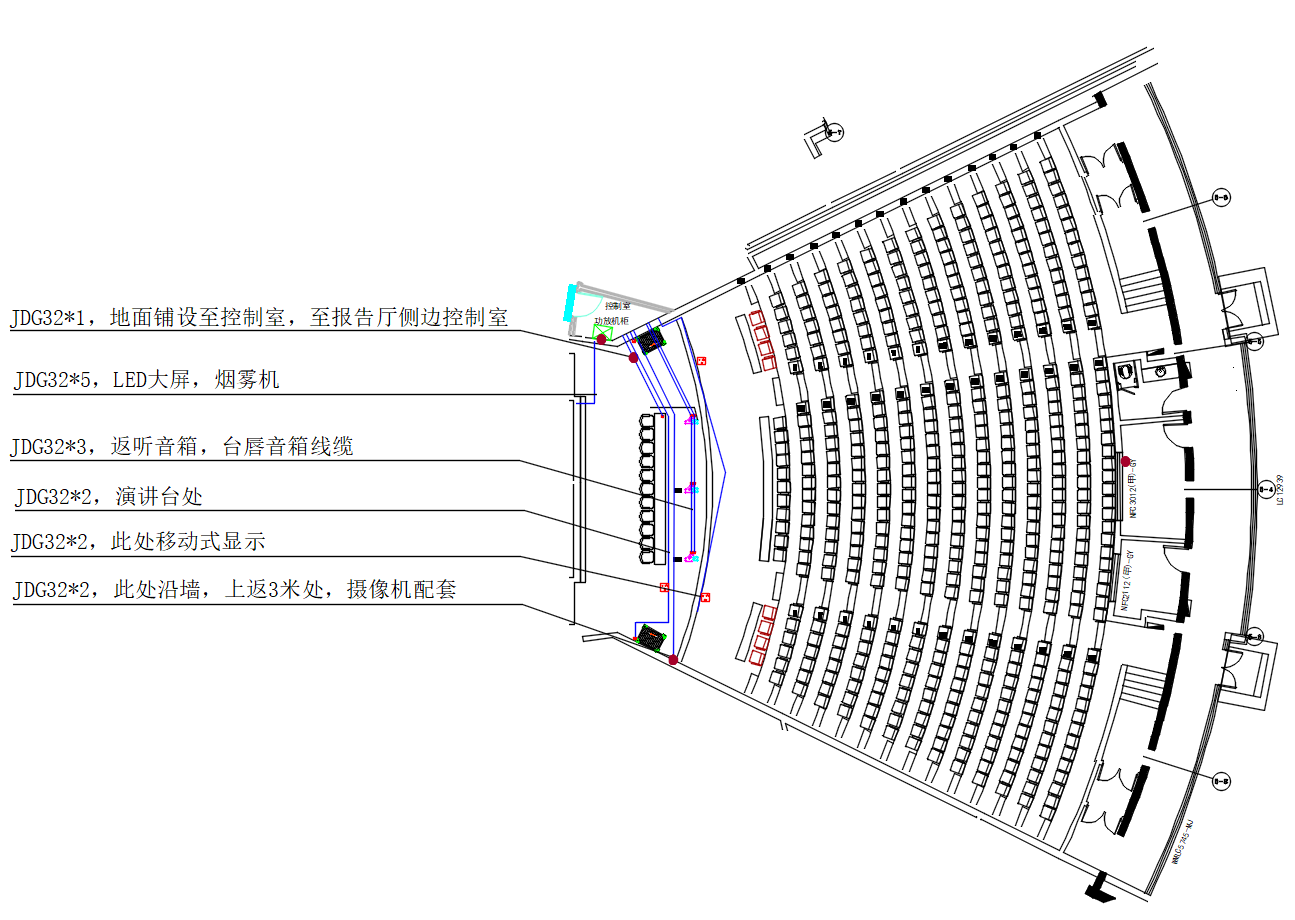 控制室
功放机柜
JDG32*1，地面铺设至控制室，至报告厅侧边控制室
JDG32*5，LED大屏，烟雾机
JDG32*3，返听音箱，台唇音箱线缆
JDG32*2，演讲台处
JDG32*2，此处移动式显示
JDG32*2，此处沿墙，上返3米处，摄像机配套
NFC3012(甲)-GY
LC12939